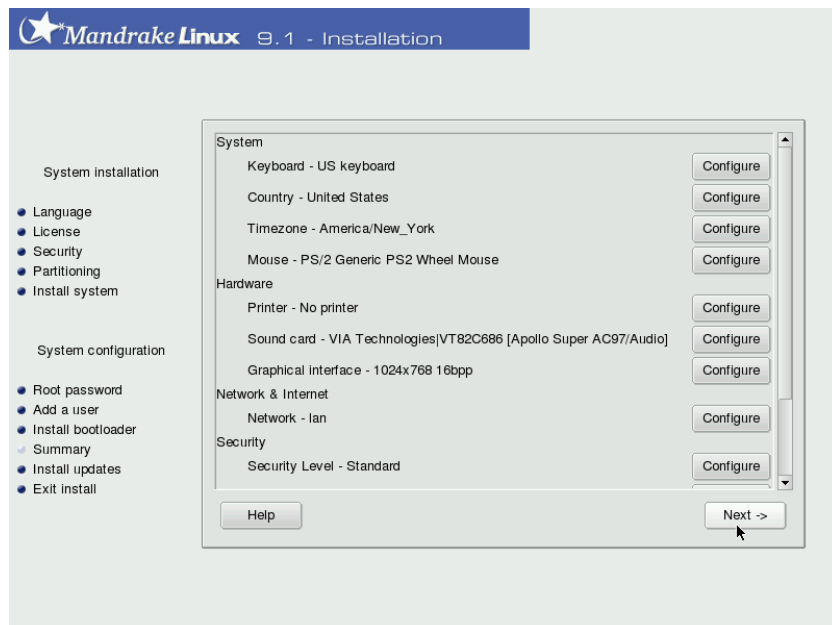 Mandrake Linux 9.1 - Installation
System installation
Language
License
Security
Partitioning
Install system
System configuration
Root password
Add a user
Install bootloader
Summary
Install updates
Exit install
System
Keyboard - US keyboard Configure
Country - United States Configure
Timezone - America/New_York Configure
Mouse - PS/2 Generic PS2 Wheel Mouse Configure
Hardware
Printer - No printer Configure
Sound card - VIA Technologies|VT82C686 [Apollo Super AC97/Audio] Configure
Graphical interface - 1024x768 16bpp Configure
Network & Internet
Network - lan Configure
Security
Security Level - Standard Configure
Help Next ->